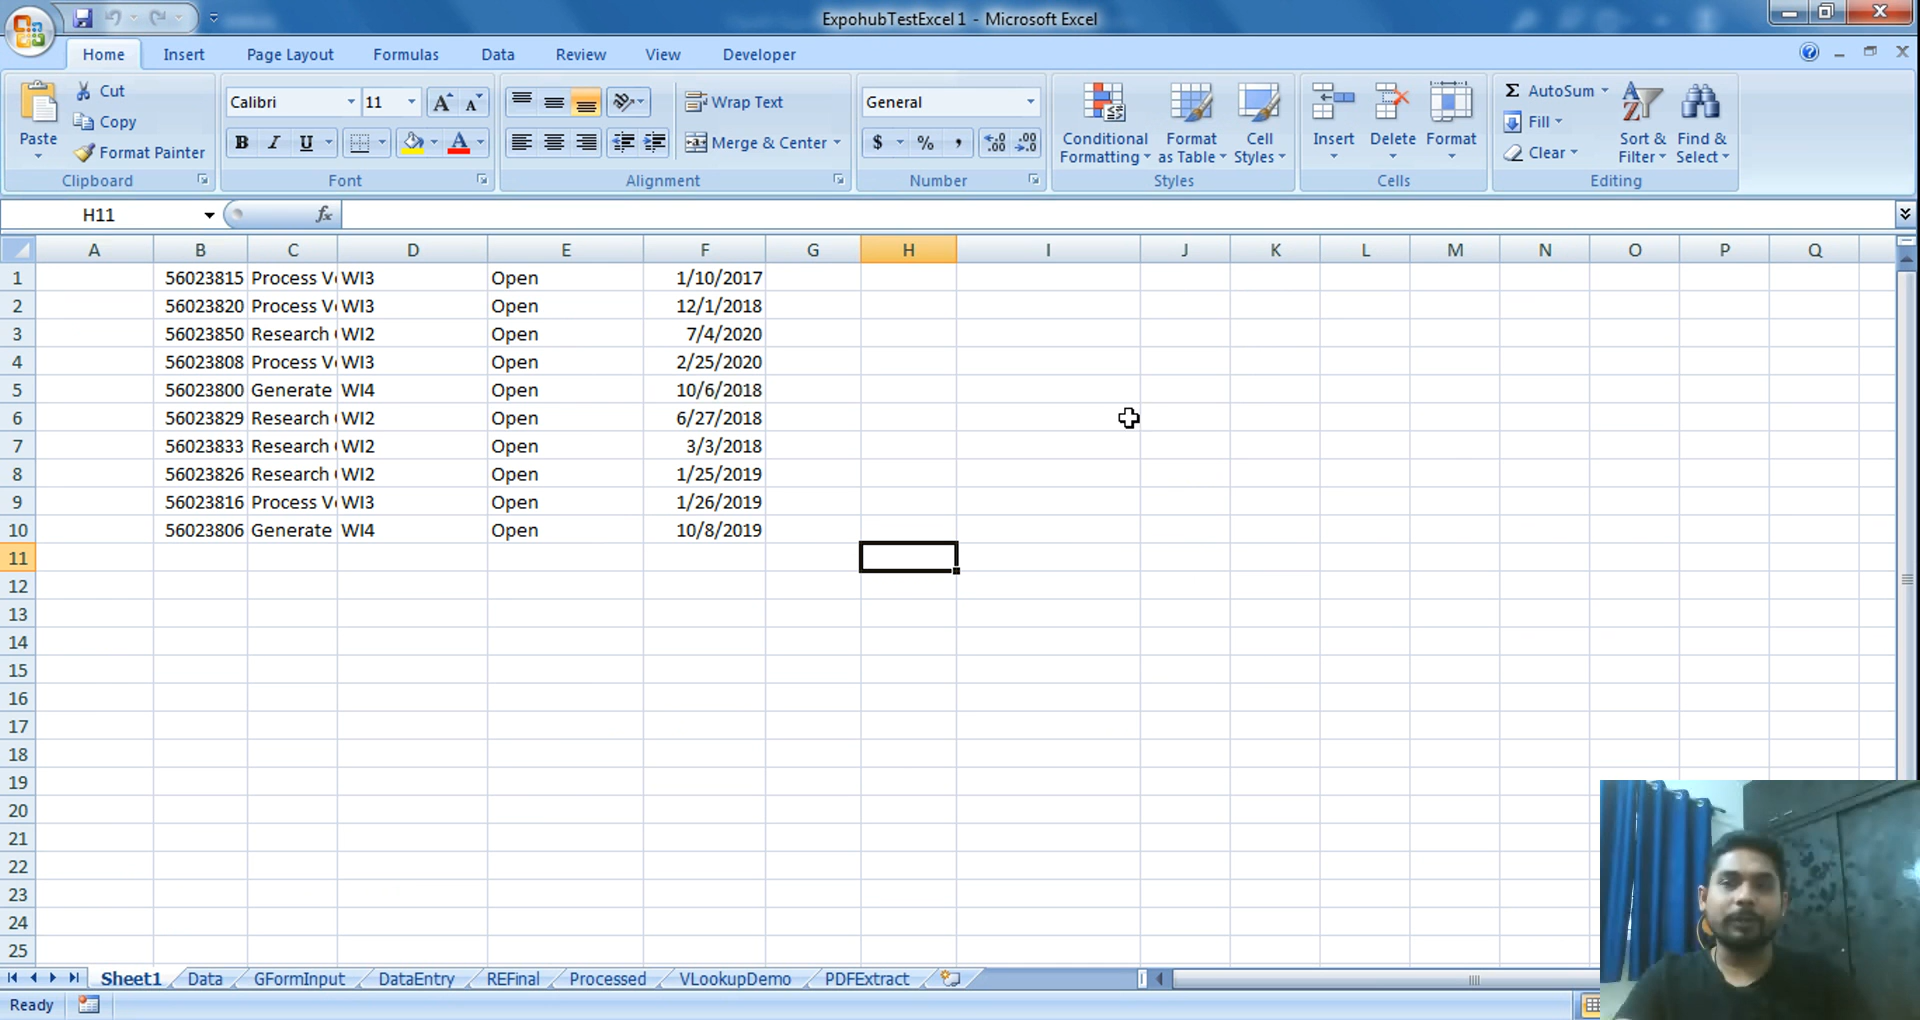 ExpohubTestExcel1 - Microsoft Excel
Home Insert Page Layout Formulas Data Review View Developer
Paste
Cut
Copy
Format Painter
Clipboard
Calibri 11
B I U
Font
Wrap Text
Merge & Center
Alignment
General
$ % ,
Number
Conditional Formatting
Format as Table
Cell Styles
Styles
Insert
Delete
Format
Cells
AutoSum
Fill
Clear
Sort & Filter
Find & Select
Editing
H11 fx
A B C D E F G H I J K L M N O P Q
1 56023815 Process V WI3 Open 1/10/2017
2 56023820 Process V WI3 Open 12/1/2018
3 56023850 Research WI2 Open 7/4/2020
4 56023808 Process V WI3 Open 2/25/2020
5 56023800 Generate WI4 Open 10/6/2018
6 56023829 Research WI2 Open 6/27/2018
7 56023833 Research WI2 Open 3/3/2018
8 56023826 Research WI2 Open 1/25/2019
9 56023816 Process V WI3 Open 1/26/2019
10 56023806 Generate WI4 Open 10/8/2019
11
12
13
14
15
16
17
18
19
20
21
22
23
24
25
Sheet1 Data GFormInput DataEntry REFinal Processed VLookupDemo PDFExtract
Ready